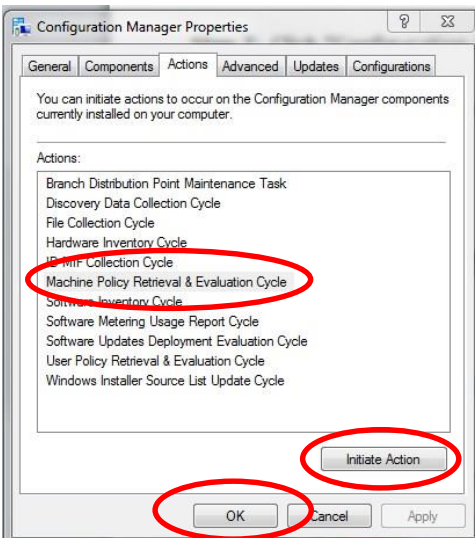 Configuration Manager Properties
General Components Actions Advanced Updates Configurations
You can initiate actions to occur on the Configuration Manager components
currently installed on your computer.
Actions:
Branch Distribution Point Maintenance Task
Discovery Data Collection Cycle
File Collection Cycle
Hardware Inventory Cycle
ID-MIF Collection Cycle
Machine Policy Retrieval & Evaluation Cycle
Software Inventory Cycle
Software Metering Usage Report Cycle
Software Updates Deployment Evaluation Cycle
User Policy Retrieval & Evaluation Cycle
Windows Installer Source List Update Cycle
Initiate Action
OK Cancel Apply